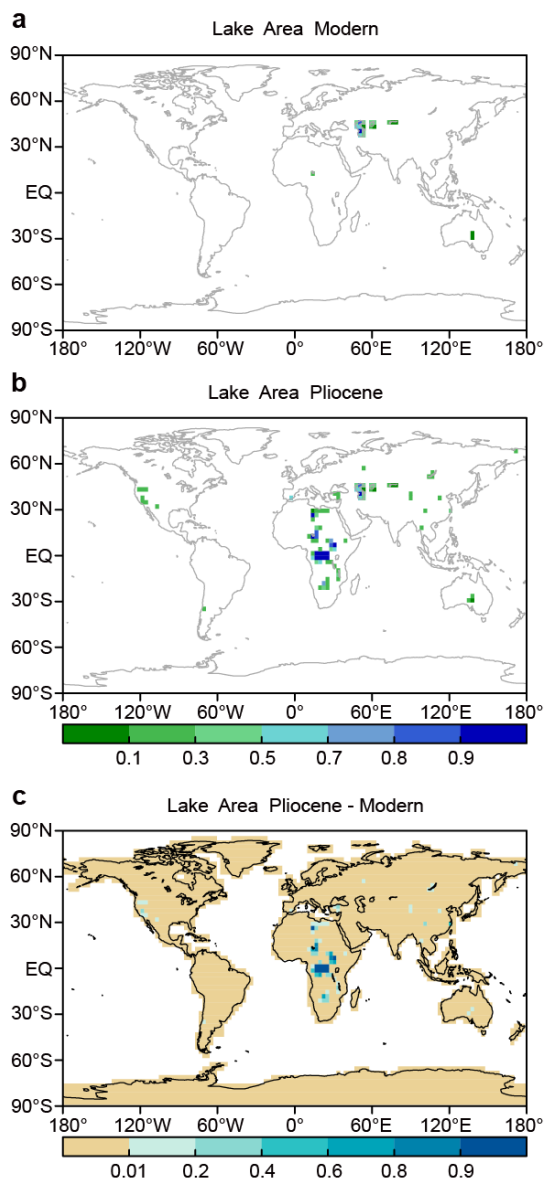 a
Lake Area Modern
90°N
60°N
30°N
EQ
30°S
60°S
90°S
180° 120°W 60°W 0° 60°E 120°E 180°
b
Lake Area Pliocene
90°N
60°N
30°N
EQ
30°S
60°S
90°S
180° 120°W 60°W 0° 60°E 120°E 180°
0.1 0.3 0.5 0.7 0.8 0.9
c
Lake Area Pliocene - Modern
90°N
60°N
30°N
EQ
30°S
60°S
90°S
180° 120°W 60°W 0° 60°E 120°E 180°
0.01 0.2 0.4 0.6 0.8 0.9